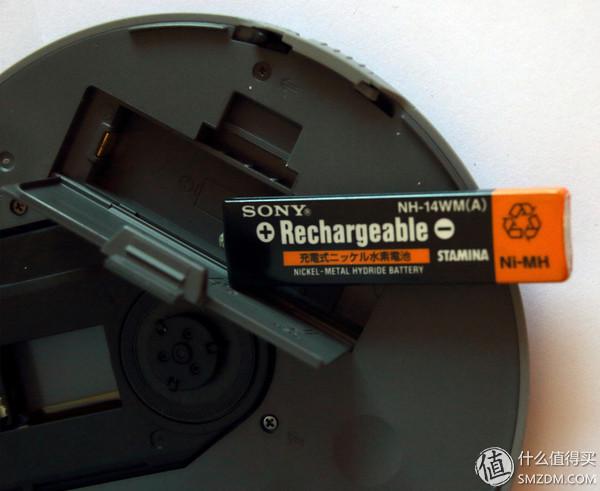 SONY®
NH-14WM(A)
+ Rechargeable −
充電式ニッケル水素電池
STAMINA
NICKEL-METAL HYDRIDE BATTERY
Ni-MH
值 什么值得买
SMZDM.COM